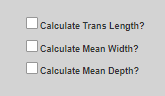 Calculate Trans Length?
Calculate Mean Width?
Calculate Mean Depth?